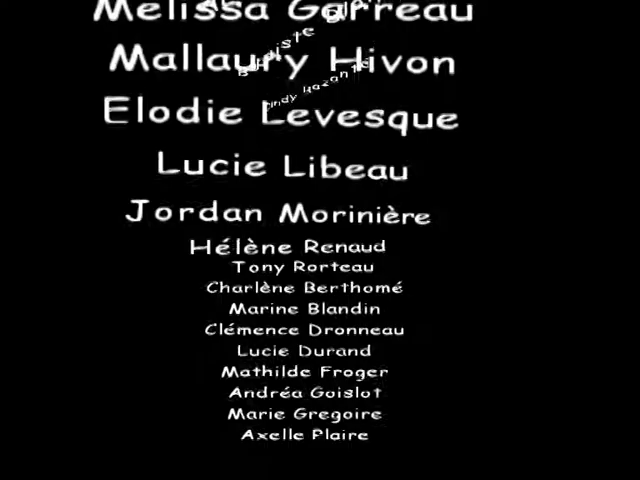 Melissa Garreau
Mallaury Hivon
Elodie Levesque
Lucie Libeau
Jordan Morinière
Hélène Renaud
Tony Rorteau
Charlène Berthomé
Marine Blandin
Clémence Dronneau
Lucie Durand
Mathilde Froger
Andréa Goislot
Marie Gregoire
Axelle Plaire